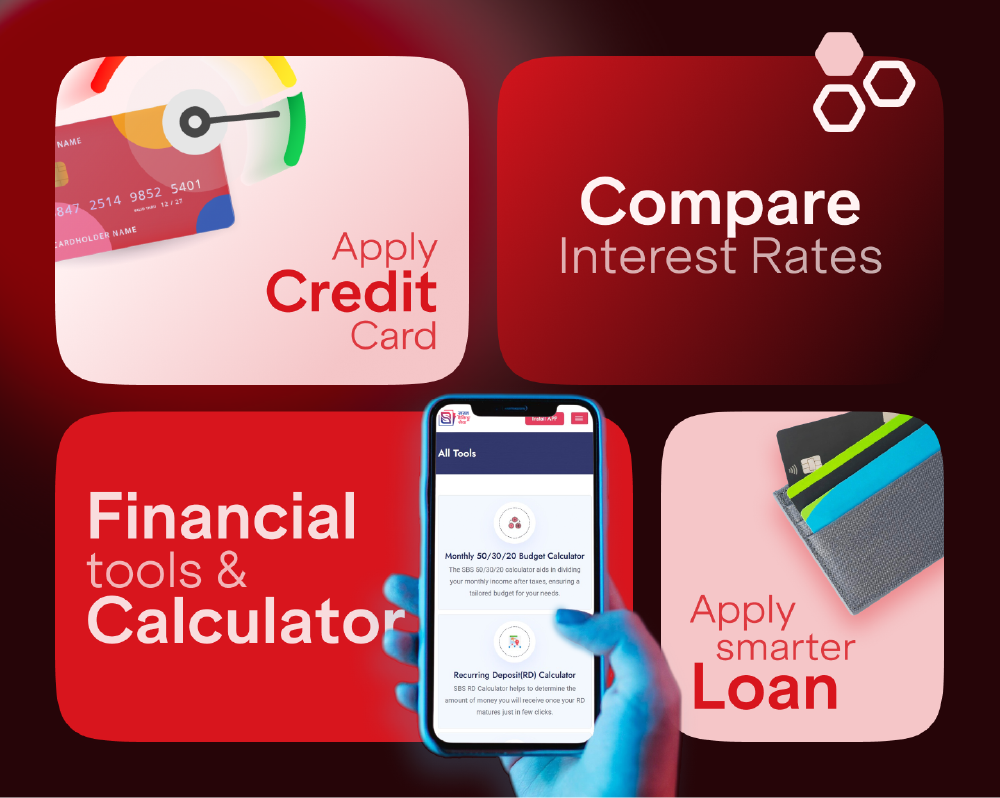 NAME
847 2514 9852 5401
12 / 27
CARDHOLDER NAME
Apply
Credit
Card
Compare
Interest Rates
Financial
tools &
Calculator
Install APP
All Tools
Monthly 50/30/20 Budget Calculator
The SBS 50/30/20 calculator aids in dividing
your monthly income after taxes, ensuring a
tailored budget for your needs.
Recurring Deposit(RD) Calculator
SBS RD Calculator helps to determine the
amount of money you will receive once your RD
matures just in few clicks.
Apply
smarter
Loan